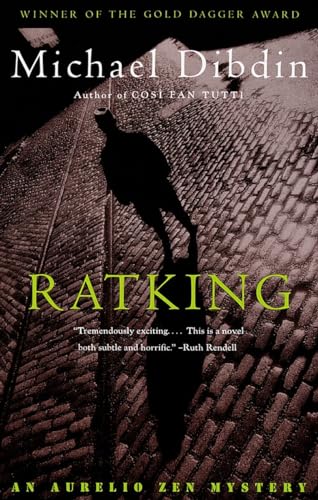 WINNER OF THE GOLD DAGGER AWARD
Michael Dibdin
Author of COSÌ FAN TUTTI
RATKING
"Tremendously exciting.... This is a novel
both subtle and horrific." –Ruth Rendell
AN AURELIO ZEN MYSTERY